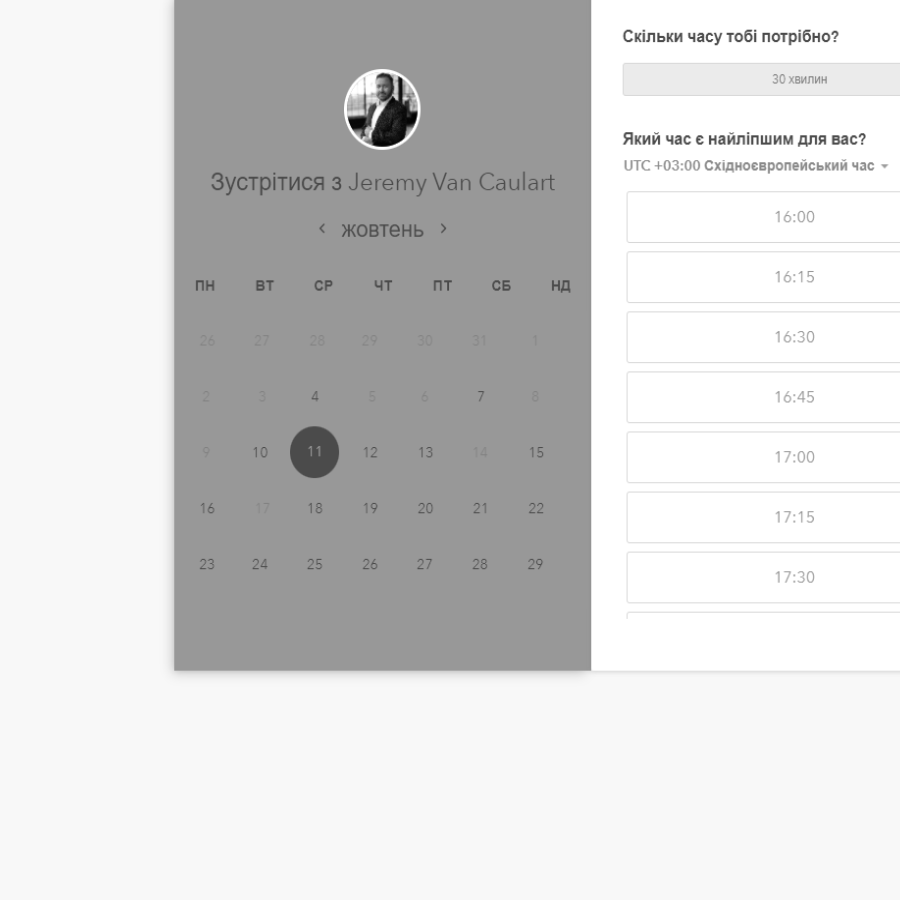 Зустрітися з Jeremy Van Caulart
жовтень
ПН ВТ СР ЧТ ПТ СБ НД
26 27 28 29 30 31 1
2 3 4 5 6 7 8
9 10 11 12 13 14 15
16 17 18 19 20 21 22
23 24 25 26 27 28 29
Скільки часу тобі потрібно?
30 хвилин
Який час є найліпшим для вас?
UTC +03:00 Східноєвропейський час
16:00
16:15
16:30
16:45
17:00
17:15
17:30